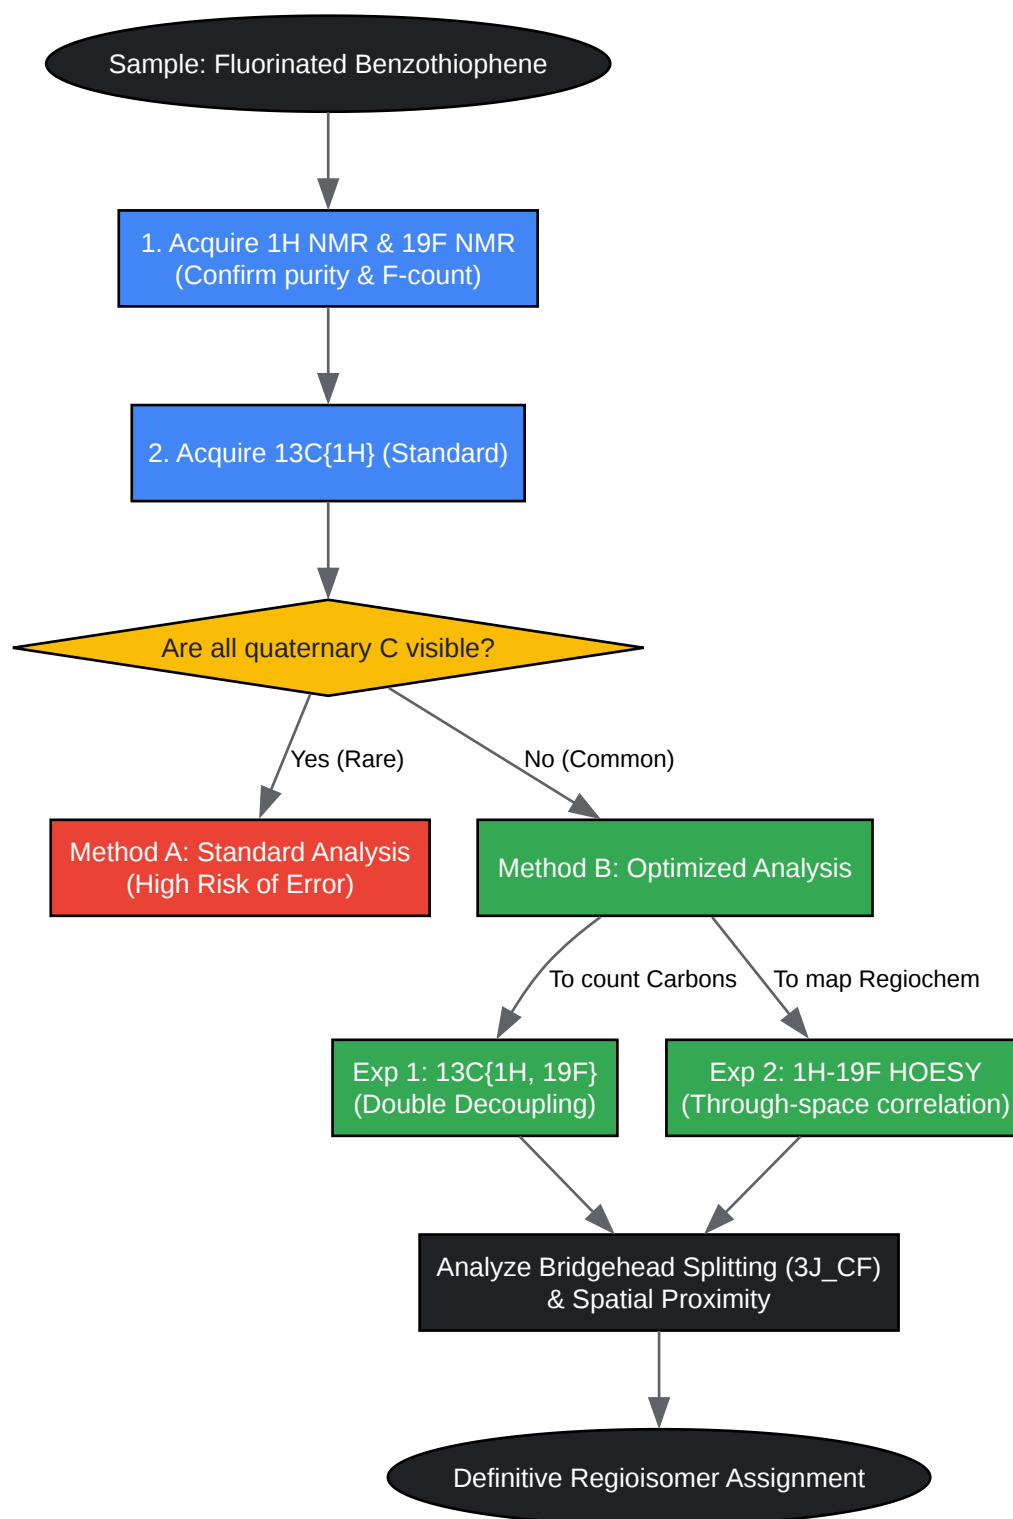 Sample: Fluorinated Benzothiophene
1. Acquire 1H NMR & 19F NMR
(Confirm purity & F-count)
2. Acquire 13C{1H} (Standard)
Are all quaternary C visible?
Yes (Rare)
No (Common)
Method A: Standard Analysis
(High Risk of Error)
Method B: Optimized Analysis
To count Carbons
To map Regiochem
Exp 1: 13C{1H, 19F}
(Double Decoupling)
Exp 2: 1H-19F HOESY
(Through-space correlation)
Analyze Bridgehead Splitting (3J_CF)
& Spatial Proximity
Definitive Regioisomer Assignment